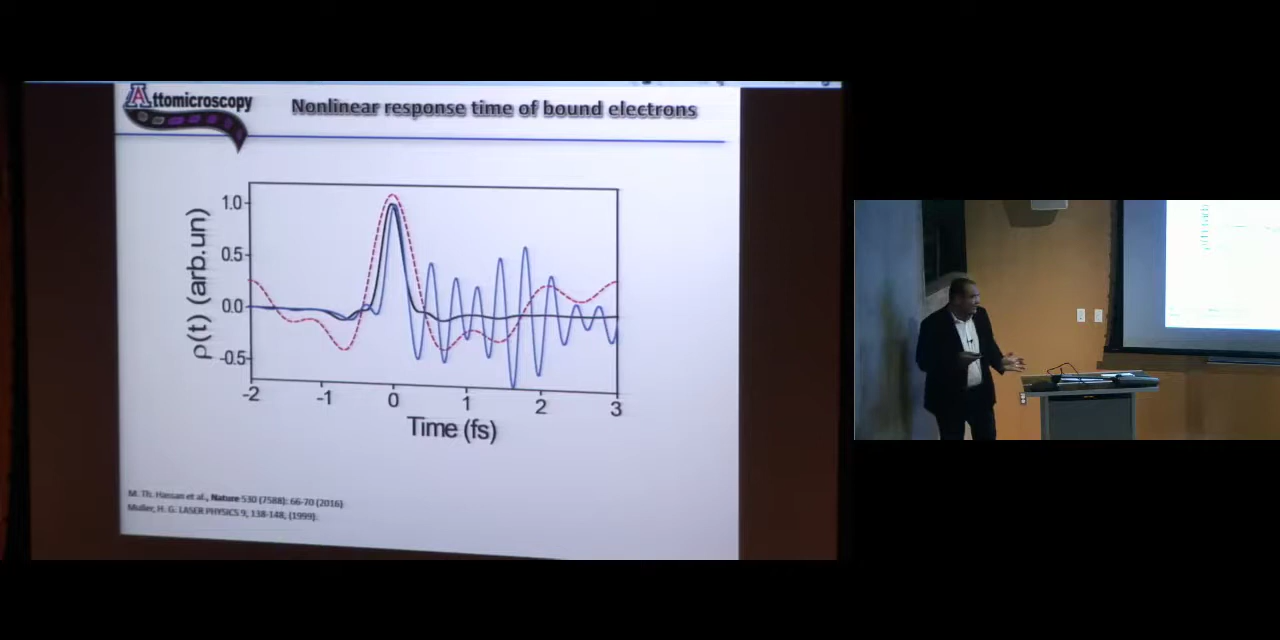 Attomicroscopy
Nonlinear response time of bound electrons
ρ(t) (arb.un)
1.0
0.5
0.0
-0.5
-2 -1 0 1 2 3
Time (fs)
M. Th. Hassan et al., Nature 530 (7588): 66-70 (2016)
Muller, H. G. LASER PHYSICS 9, 138-148, (1999).